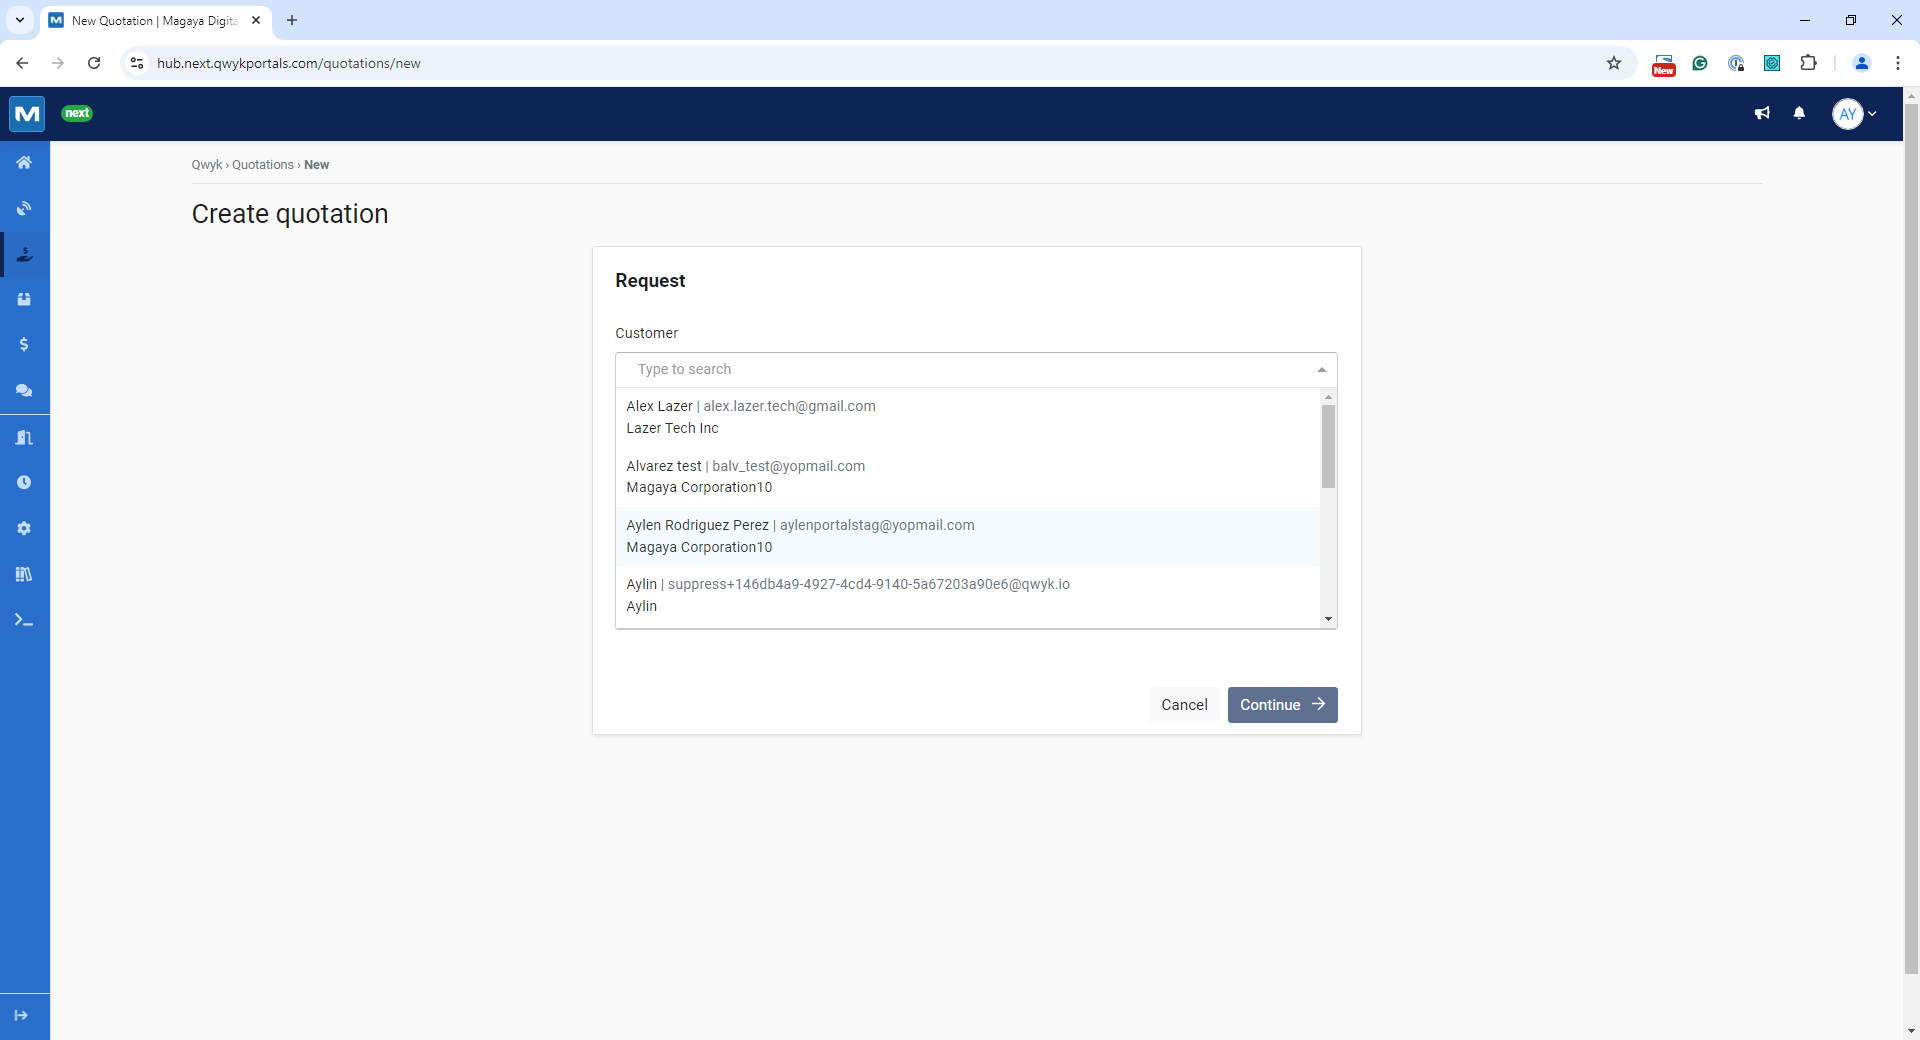 New Quotation | Magaya Digita
hub.next.qwykportals.com/quotations/new
New
next
AY
Qwyk › Quotations › New
Create quotation
Request
Customer
Type to search
Alex Lazer | alex.lazer.tech@gmail.com
Lazer Tech Inc
Alvarez test | balv_test@yopmail.com
Magaya Corporation10
Aylen Rodriguez Perez | aylenportalstag@yopmail.com
Magaya Corporation10
Aylin | suppress+146db4a9-4927-4cd4-9140-5a67203a90e6@qwyk.io
Aylin
Cancel
Continue